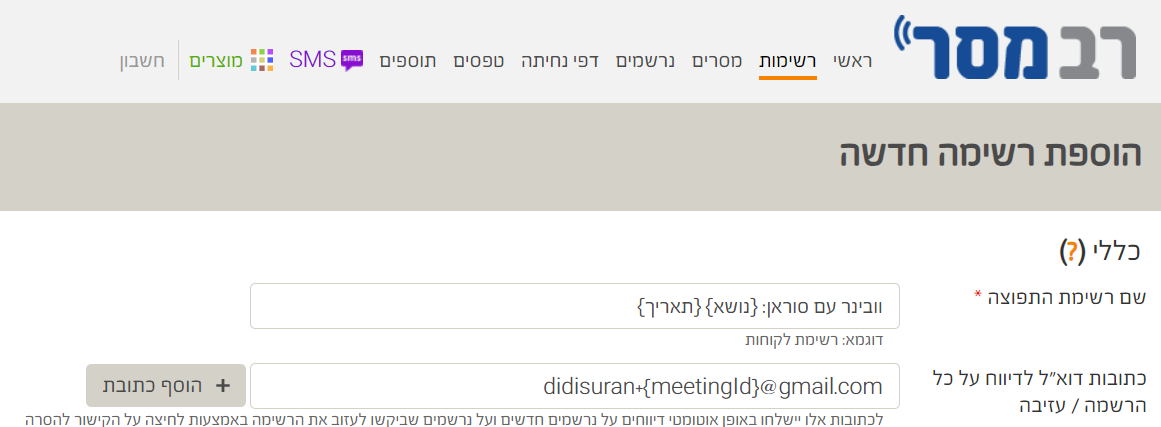 רב מסר
ראשי רשימות מסרים נרשמים דפי נחיתה טפסים תוספים SMS sms מוצרים חשבון
הוספת רשימה חדשה
כללי (?)
שם רשימת התפוצה *
וובינר עם סוראן: {נושא} {תאריך}
דוגמא: רשימת לקוחות
כתובות דוא"ל לדיווח על כל
הרשמה / עזיבה
didisuran+{meetingId}@gmail.com
+ הוסף כתובת
לכתובות אלו יישלחו באופן אוטומטי דיווחים על נרשמים חדשים ועל נרשמים שביקשו לעזוב את הרשימה באמצעות לחיצה על הקישור להסרה